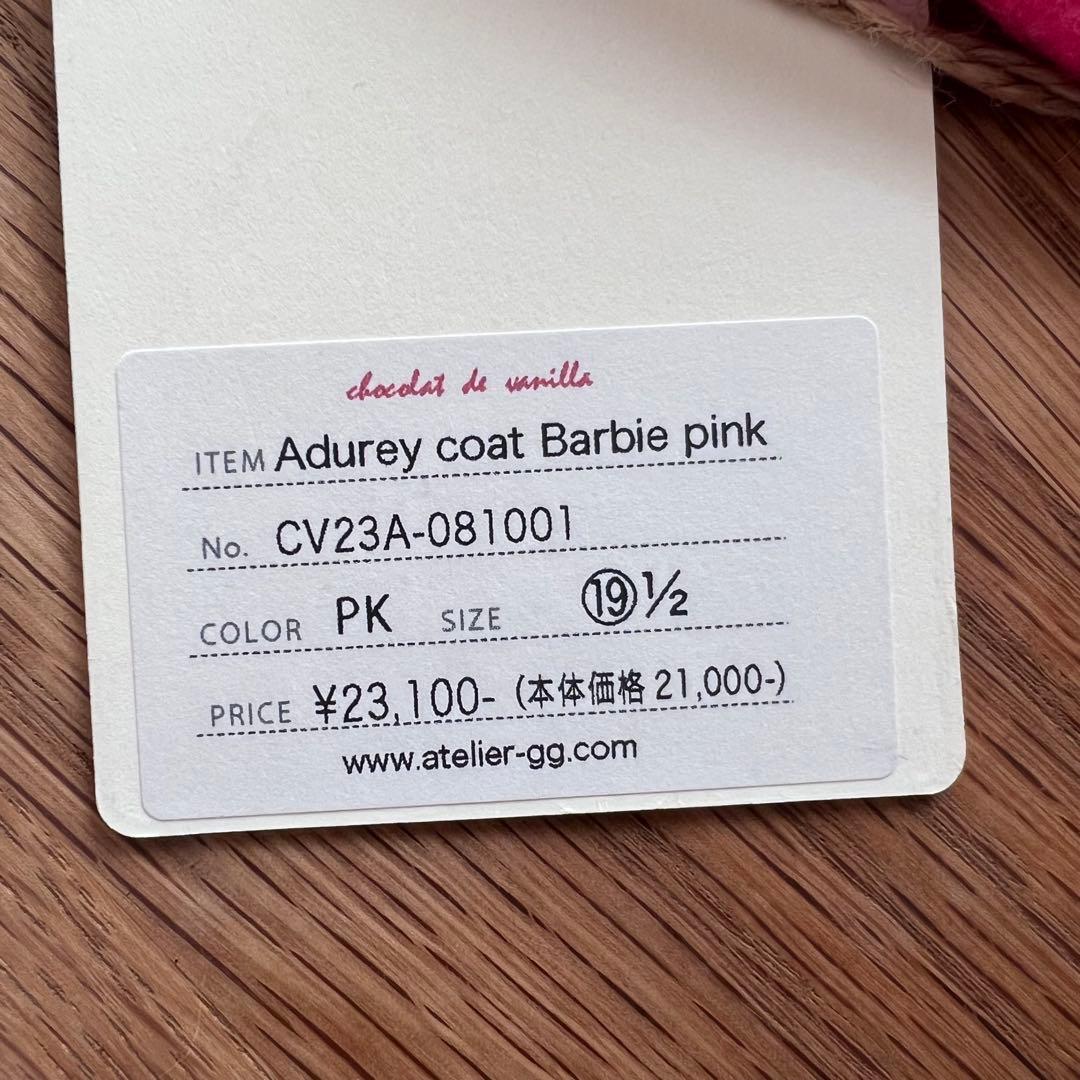 chocolat de vanilla
ITEM Adurey coat Barbie pink
No. CV23A-081001
COLOR PK SIZE ⑲½
PRICE ¥23,100- (本体価格 21,000-)
www.atelier-gg.com